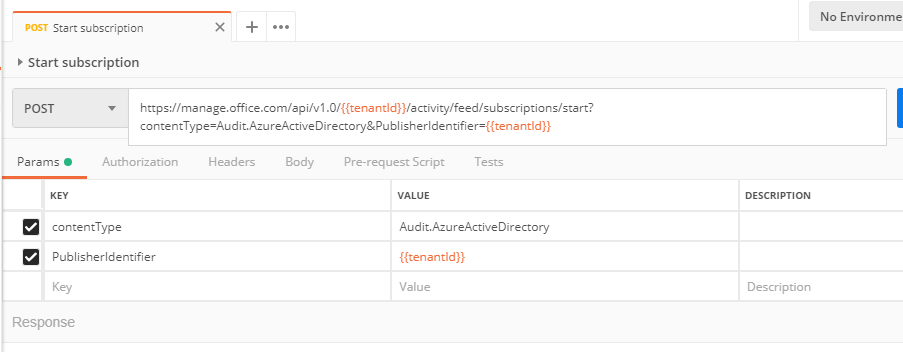 POST Start subscription
No Environme
Start subscription
POST
https://manage.office.com/api/v1.0/{{tenantId}}/activity/feed/subscriptions/start?
contentType=Audit.AzureActiveDirectory&PublisherIdentifier={{tenantId}}
Params Authorization Headers Body Pre-request Script Tests
KEY VALUE DESCRIPTION
contentType Audit.AzureActiveDirectory
PublisherIdentifier {{tenantId}}
Key Value Description
Response